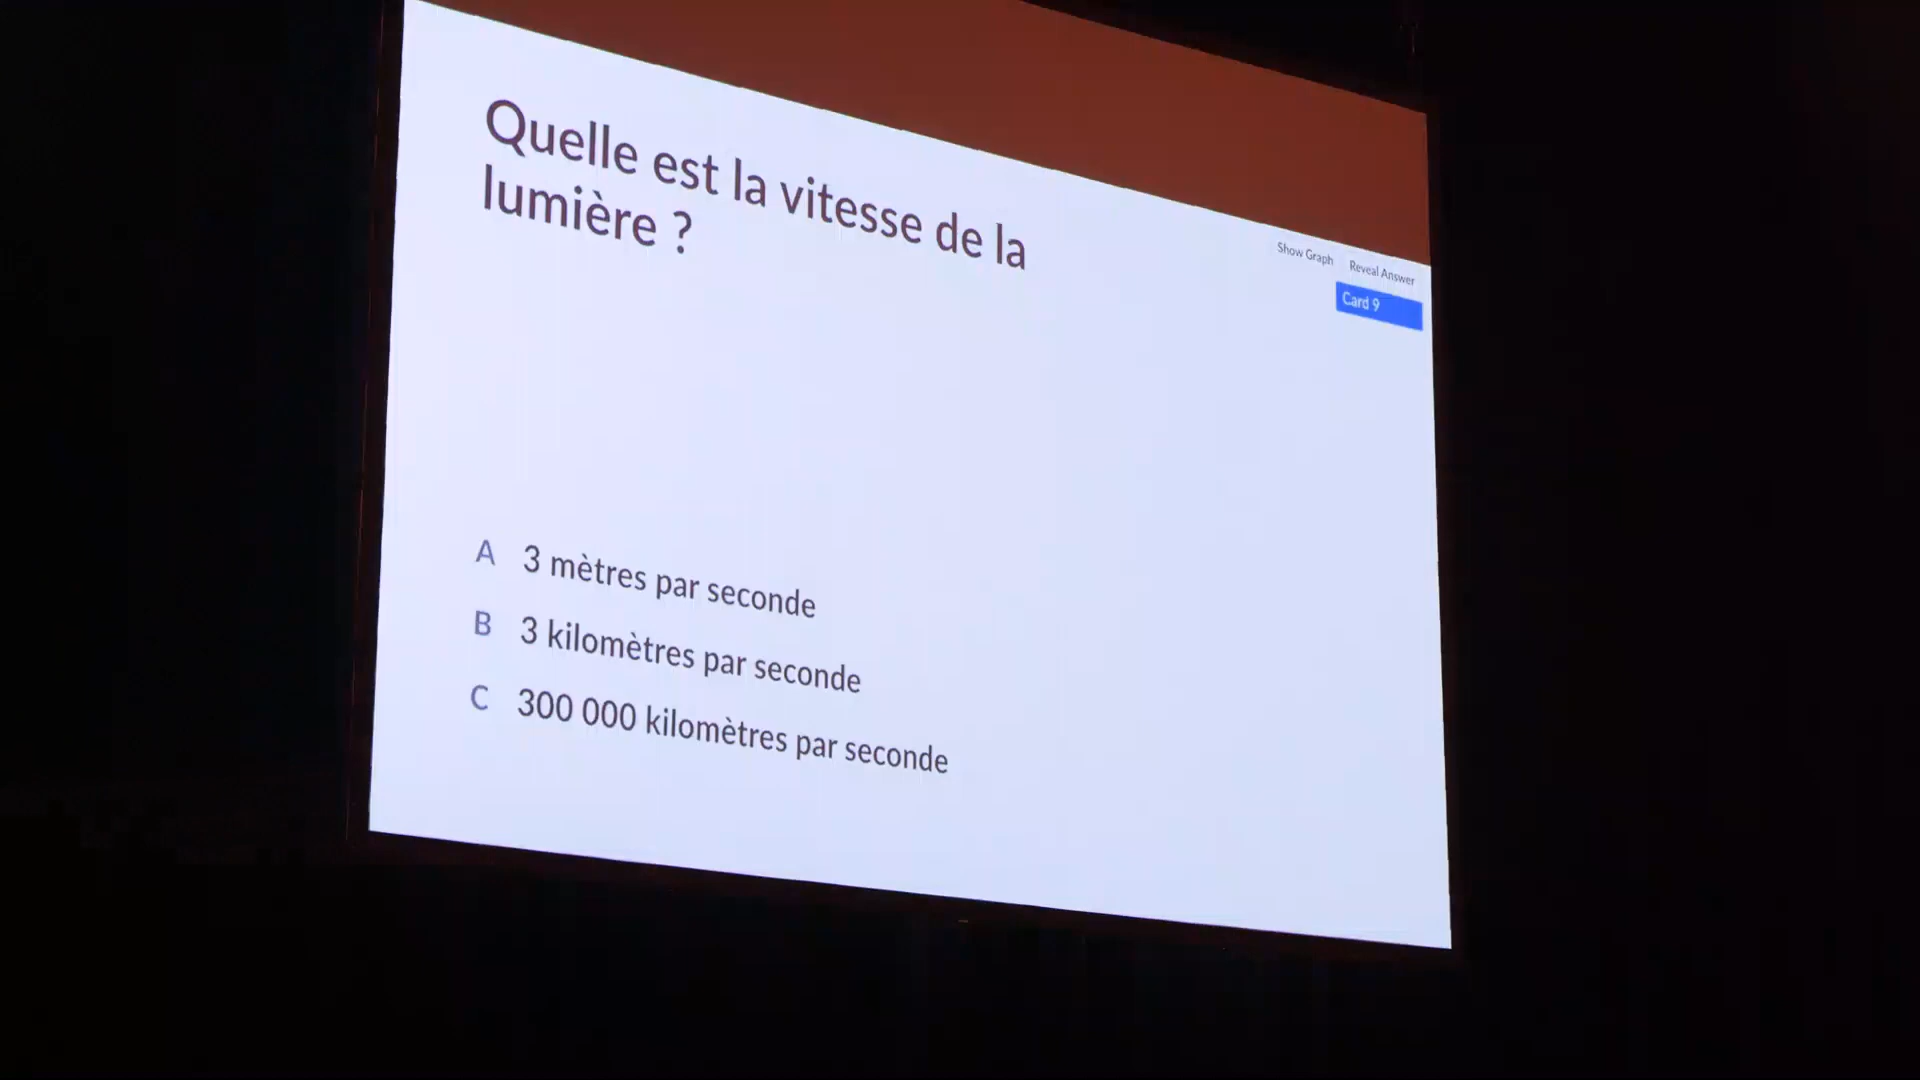 Quelle est la vitesse de la
lumière ?
Show Graph Reveal Answer
Card 9
A 3 mètres par seconde
B 3 kilomètres par seconde
C 300 000 kilomètres par seconde